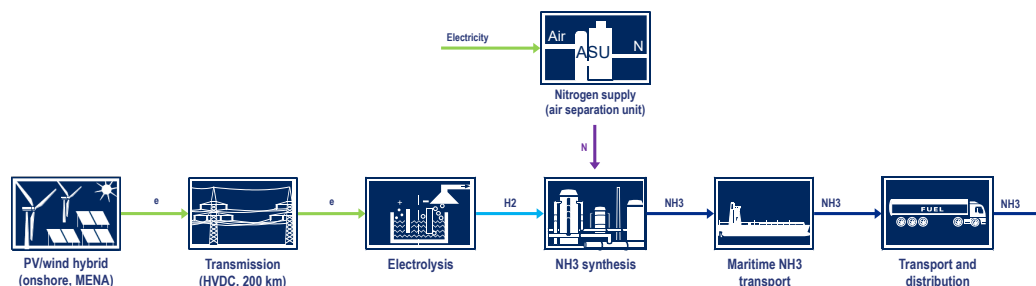 Electricity
Air
ASU
N
Nitrogen supply
(air separation unit)
N
e
e
H2
NH3
NH3
FUEL
NH3
+
-
PV/wind hybrid
(onshore, MENA)
Transmission
(HVDC, 200 km)
Electrolysis
NH3 synthesis
Maritime NH3
transport
Transport and
distribution